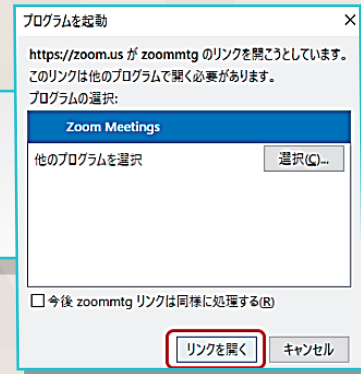 プログラムを起動
https://zoom.us が zoommtg のリンクを開こうとしています。
このリンクは他のプログラムで開く必要があります。
プログラムの選択:
Zoom Meetings
他のプログラムを選択
選択(C)...
今後 zoommtg リンクは同様に処理する(R)
リンクを開く
キャンセル